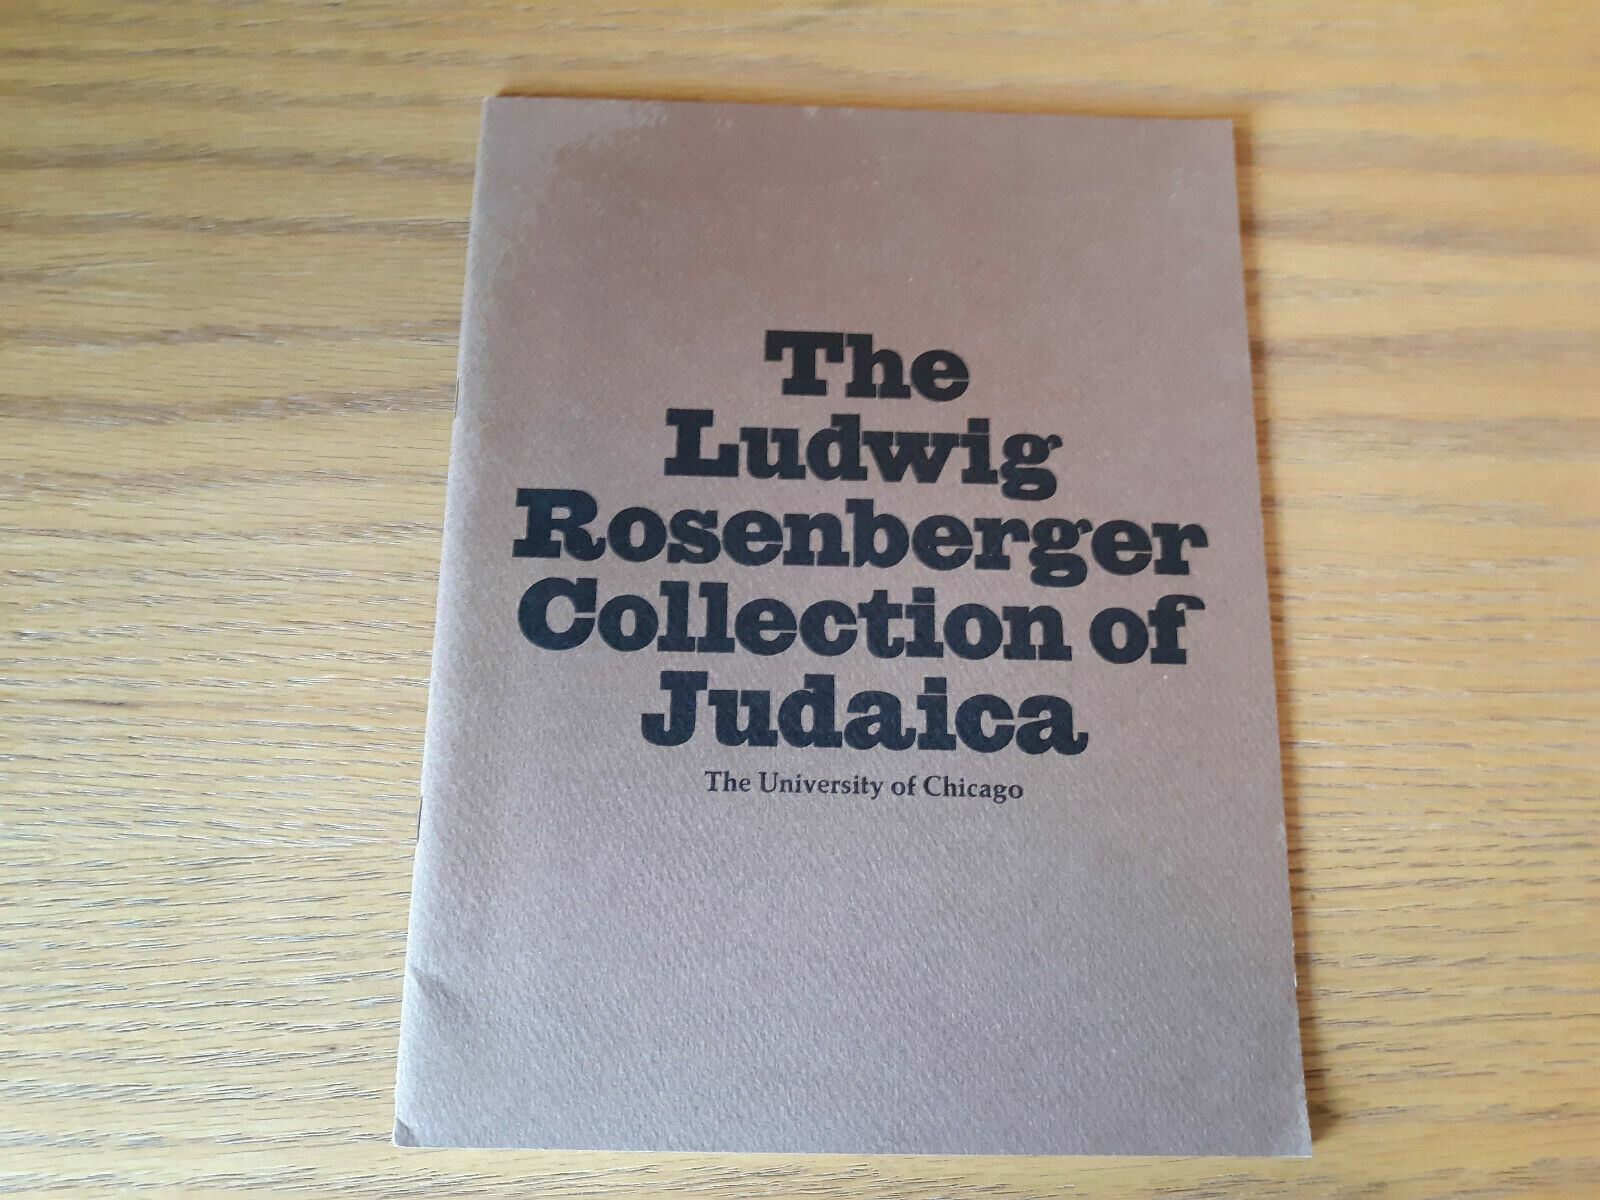 The
Ludwig
Rosenberger
Collection of
Judaica
The University of Chicago